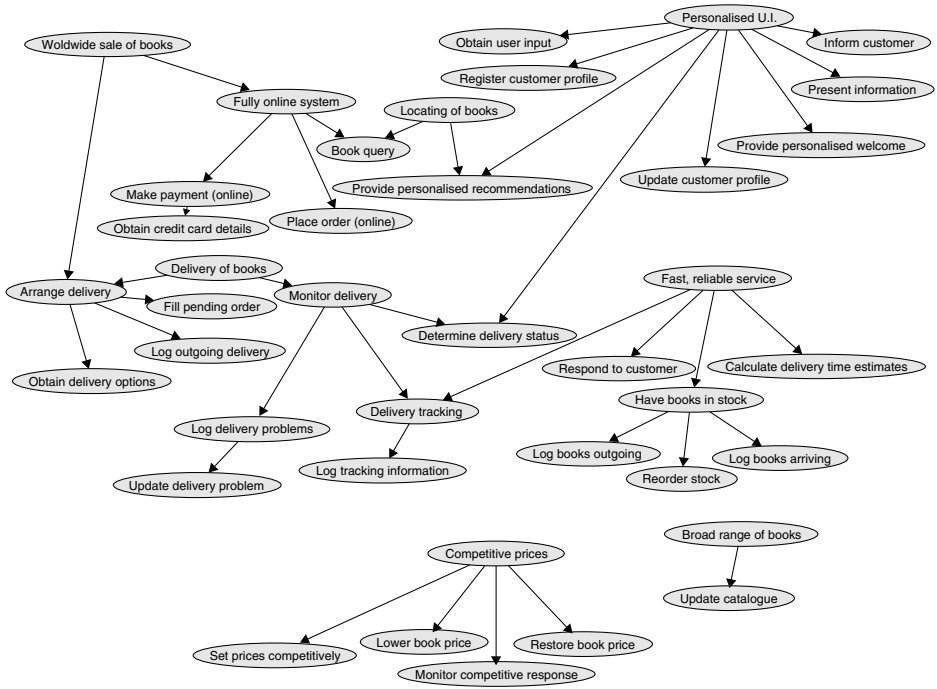 Personalised U.I.
Woldwide sale of books
Obtain user input
Inform customer
Register customer profile
Present information
Fully online system
Locating of books
Book query
Provide personalised welcome
Provide personalised recommendations
Update customer profile
Make payment (online)
Place order (online)
Obtain credit card details
Delivery of books
Fast, reliable service
Arrange delivery
Monitor delivery
Fill pending order
Determine delivery status
Log outgoing delivery
Respond to customer
Calculate delivery time estimates
Obtain delivery options
Have books in stock
Delivery tracking
Log delivery problems
Log books outgoing
Log books arriving
Log tracking information
Reorder stock
Update delivery problem
Broad range of books
Competitive prices
Update catalogue
Lower book price
Restore book price
Set prices competitively
Monitor competitive response